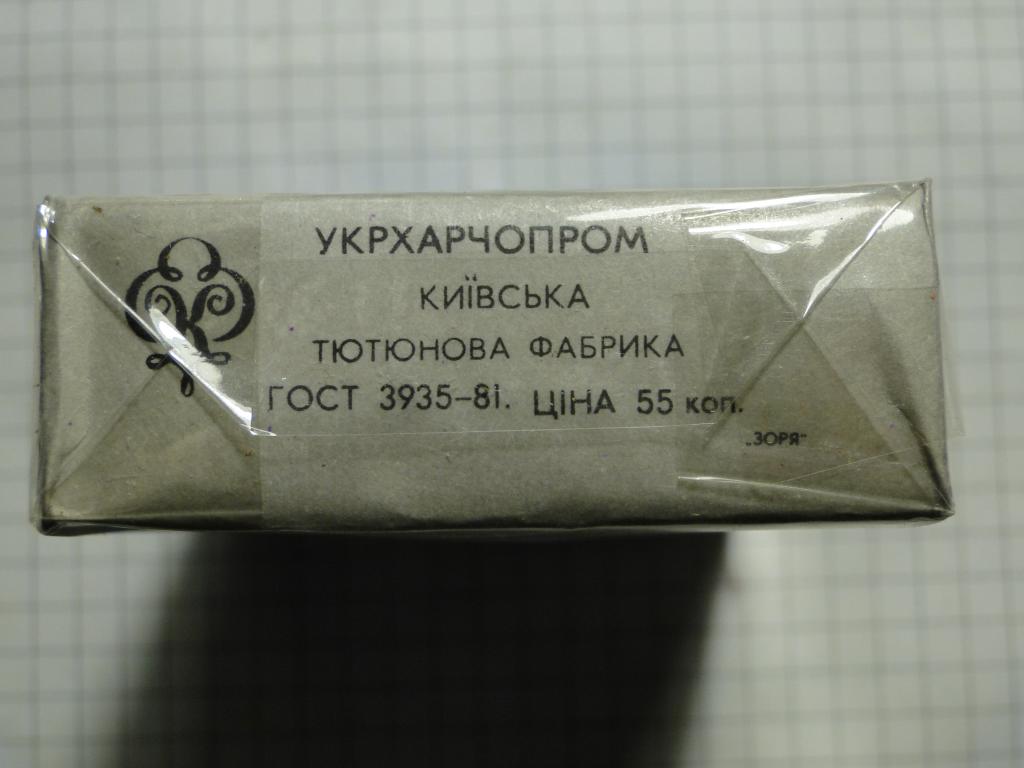 УКРХАРЧОПРОМ
КИЇВСЬКА
ТЮТЮНОВА ФАБРИКА
ГОСТ 3935–81. ЦІНА 55 коп.
„ЗОРЯ"